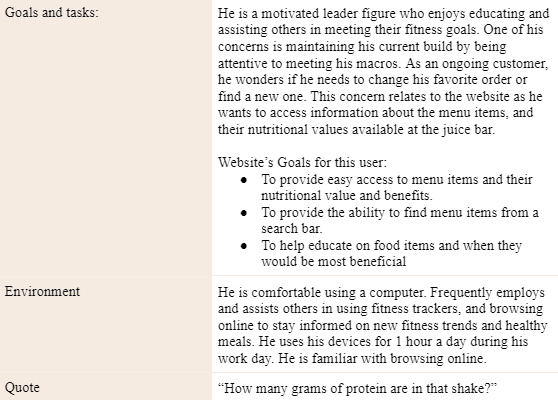 Goals and tasks:
He is a motivated leader figure who enjoys educating and
assisting others in meeting their fitness goals. One of his
concerns is maintaining his current build by being
attentive to meeting his macros. As an ongoing customer,
he wonders if he needs to change his favorite order or
find a new one. This concern relates to the website as he
wants to access information about the menu items, and
their nutritional values available at the juice bar.
Website's Goals for this user:
● To provide easy access to menu items and their
nutritional value and benefits.
● To provide the ability to find menu items from a
search bar.
● To help educate on food items and when they
would be most beneficial
Environment
He is comfortable using a computer. Frequently employs
and assists others in using fitness trackers, and browsing
online to stay informed on new fitness trends and healthy
meals. He uses his devices for 1 hour a day during his
work day. He is familiar with browsing online.
Quote
“How many grams of protein are in that shake?”